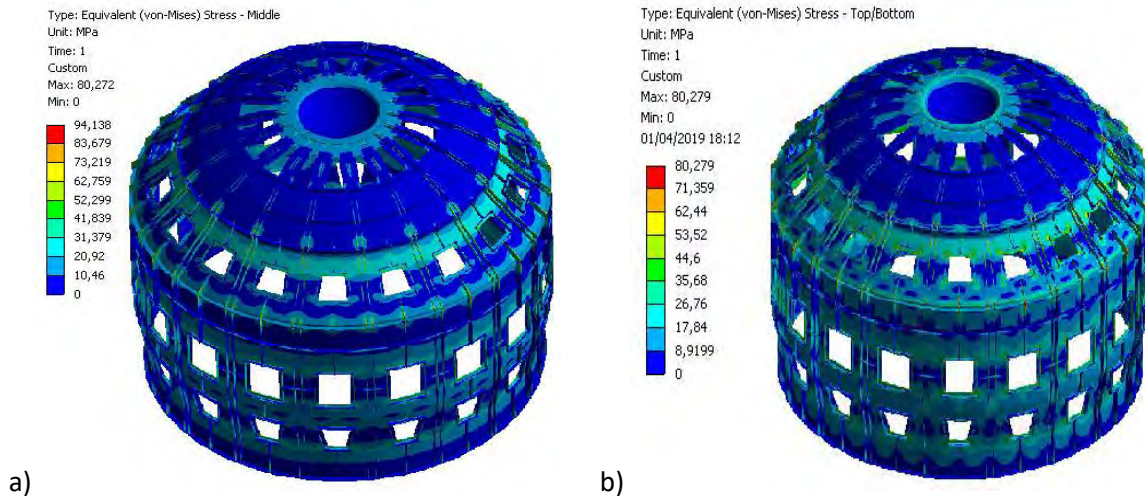 Type: Equivalent (von-Mises) Stress - Middle
Unit: MPa
Time: 1
Custom
Max: 80,272
Min: 0
94,138
83,679
73,219
62,759
52,299
41,839
31,379
20,92
10,46
0
a)
Type: Equivalent (von-Mises) Stress - Top/Bottom
Unit: MPa
Time: 1
Custom
Max: 80,279
Min: 0
01/04/2019 18:12
80,279
71,359
62,44
53,52
44,6
35,68
26,76
17,84
8,9199
0
b)